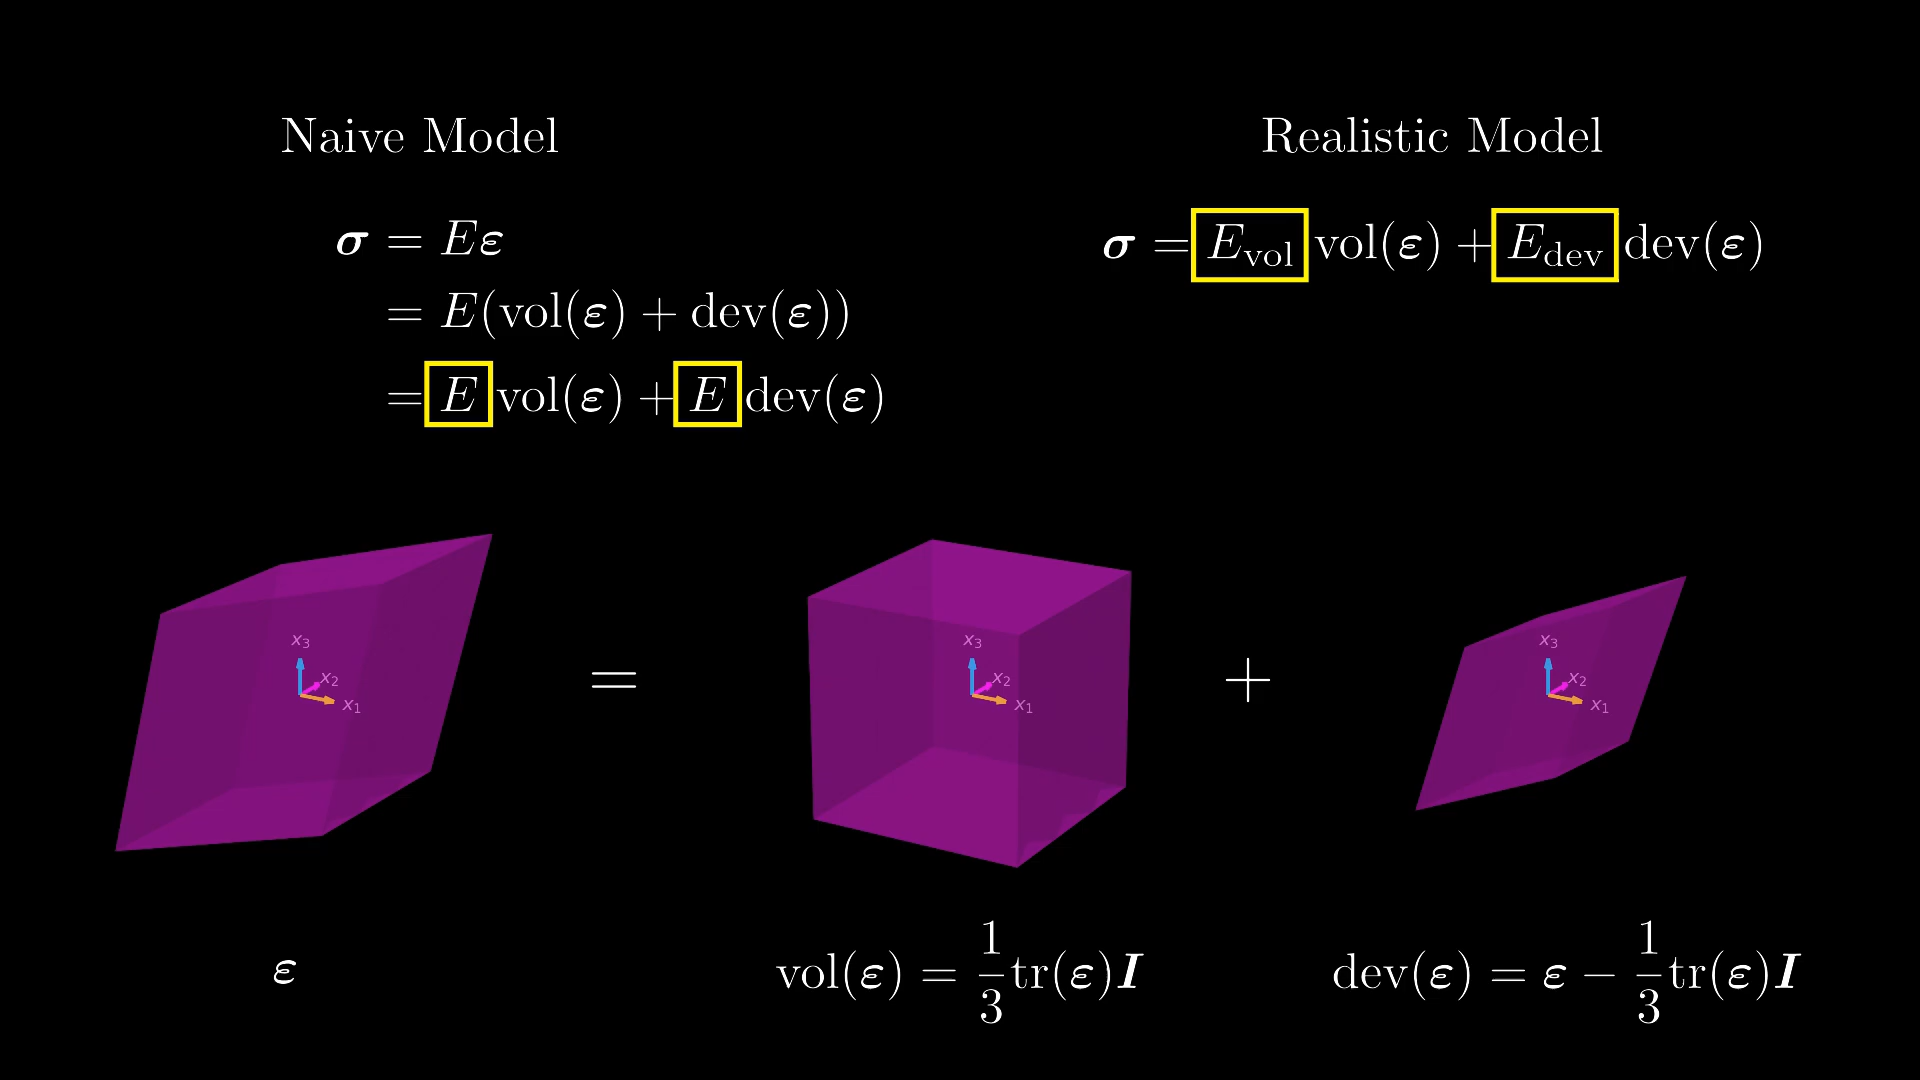 Naive Model
Realistic Model
𝝈 = E𝜺
= E(vol(𝜺) + dev(𝜺))
= E vol(𝜺) + E dev(𝜺)
𝝈 = E_vol vol(𝜺) + E_dev dev(𝜺)
x₃
x₂
x₁
=
x₃
x₂
x₁
+
x₃
x₂
x₁
𝜺
vol(𝜺) = 1/3 tr(𝜺)𝑰
dev(𝜺) = 𝜺 − 1/3 tr(𝜺)𝑰